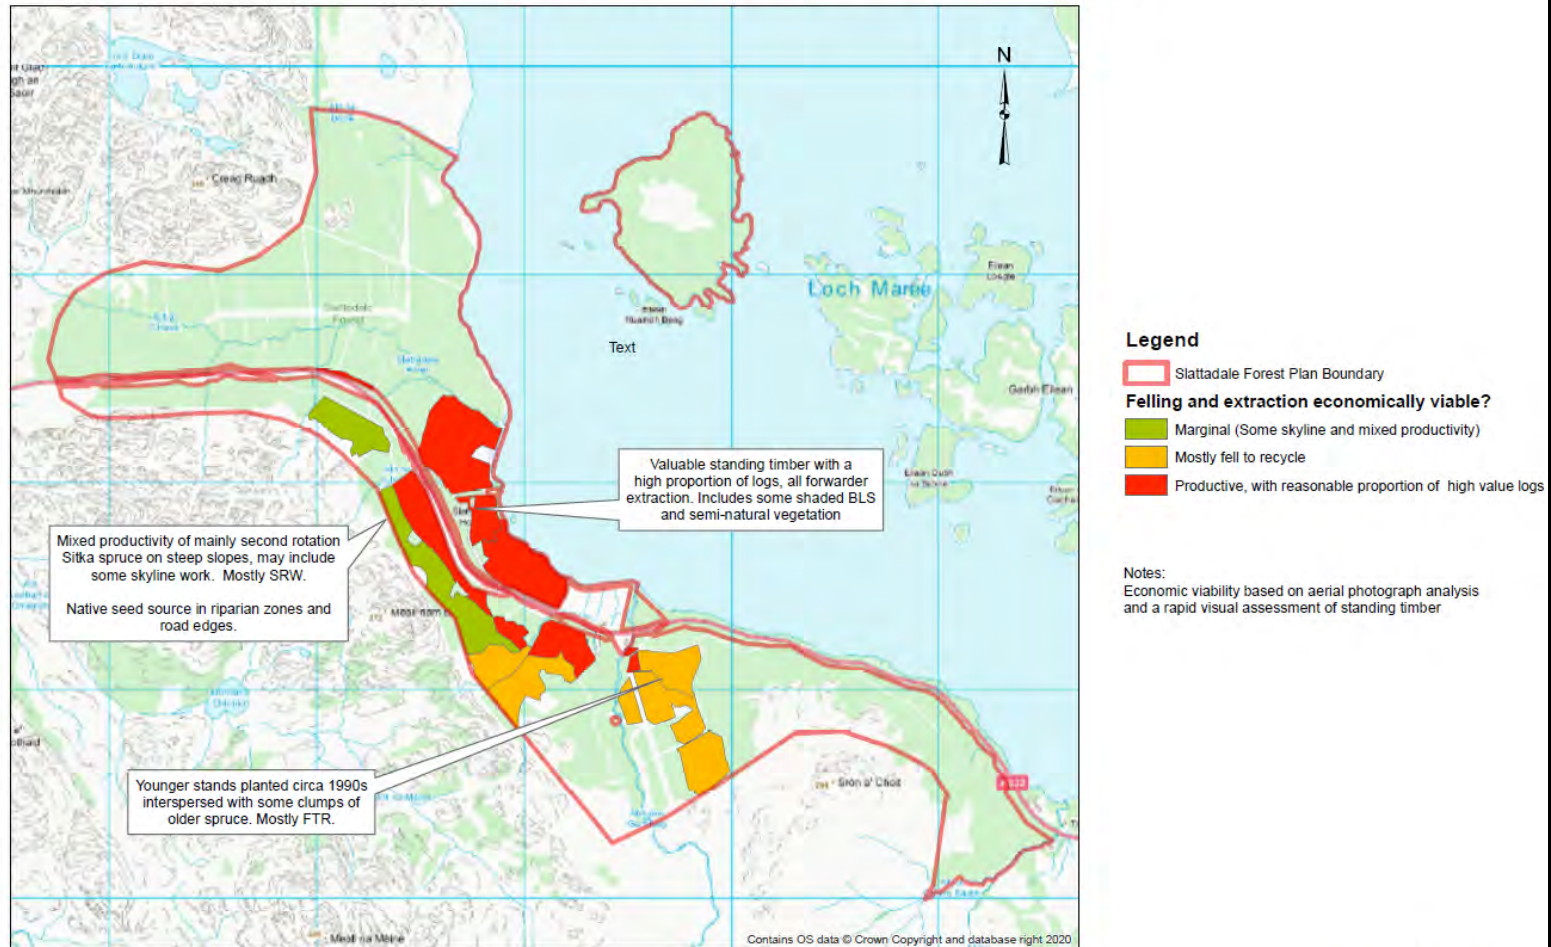 N
Creag Ruadh
Slattadale
Forest
Loch Maree
Eilean
Ruairidh Beag
Text
Garbh Eilean
Valuable standing timber with a
high proportion of logs, all forwarder
extraction. Includes some shaded BLS
and semi-natural vegetation
Mixed productivity of mainly second rotation
Sitka spruce on steep slopes, may include
some skyline work.  Mostly SRW.
Native seed source in riparian zones and
road edges.
Younger stands planted circa 1990s
interspersed with some clumps of
older spruce. Mostly FTR.
Sròn a' Choit
Meall na Mèine
Contains OS data © Crown Copyright and database right 2020
Legend
Slattadale Forest Plan Boundary
Felling and extraction economically viable?
Marginal (Some skyline and mixed productivity)
Mostly fell to recycle
Productive, with reasonable proportion of  high value logs
Notes:
Economic viability based on aerial photograph analysis
and a rapid visual assessment of standing timber